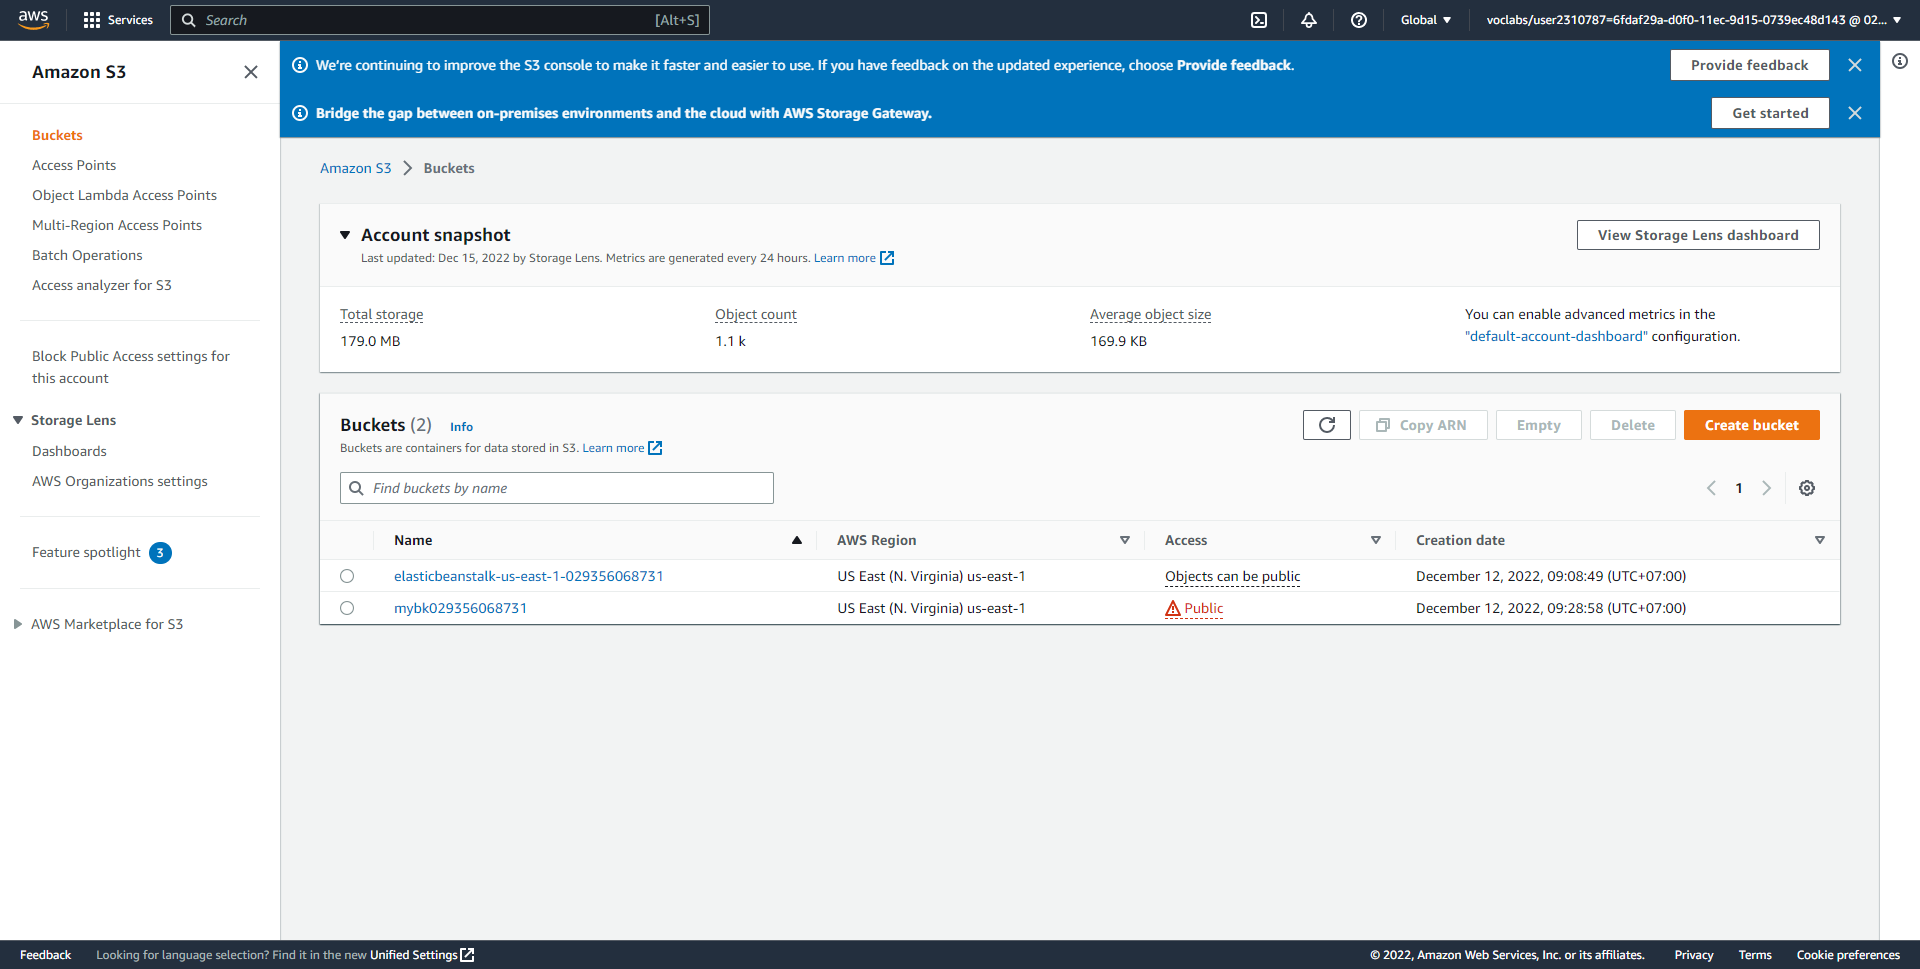 aws
Services
Search
[Alt+S]
Global
voclabs/user2310787=6fdaf29a-d0f0-11ec-9d15-0739ec48d143 @ 02...
Amazon S3
Buckets
Access Points
Object Lambda Access Points
Multi-Region Access Points
Batch Operations
Access analyzer for S3
Block Public Access settings for
this account
Storage Lens
Dashboards
AWS Organizations settings
Feature spotlight 3
AWS Marketplace for S3
We're continuing to improve the S3 console to make it faster and easier to use. If you have feedback on the updated experience, choose Provide feedback.
Provide feedback
Bridge the gap between on-premises environments and the cloud with AWS Storage Gateway.
Get started
Amazon S3 Buckets
Account snapshot
Last updated: Dec 15, 2022 by Storage Lens. Metrics are generated every 24 hours. Learn more
View Storage Lens dashboard
Total storage
179.0 MB
Object count
1.1 k
Average object size
169.9 KB
You can enable advanced metrics in the
"default-account-dashboard" configuration.
Buckets (2) Info
Buckets are containers for data stored in S3. Learn more
Copy ARN
Empty
Delete
Create bucket
Find buckets by name
1
Name AWS Region Access Creation date
elasticbeanstalk-us-east-1-029356068731 US East (N. Virginia) us-east-1 Objects can be public December 12, 2022, 09:08:49 (UTC+07:00)
mybk029356068731 US East (N. Virginia) us-east-1 Public December 12, 2022, 09:28:58 (UTC+07:00)
Feedback Looking for language selection? Find it in the new Unified Settings
© 2022, Amazon Web Services, Inc. or its affiliates. Privacy Terms Cookie preferences